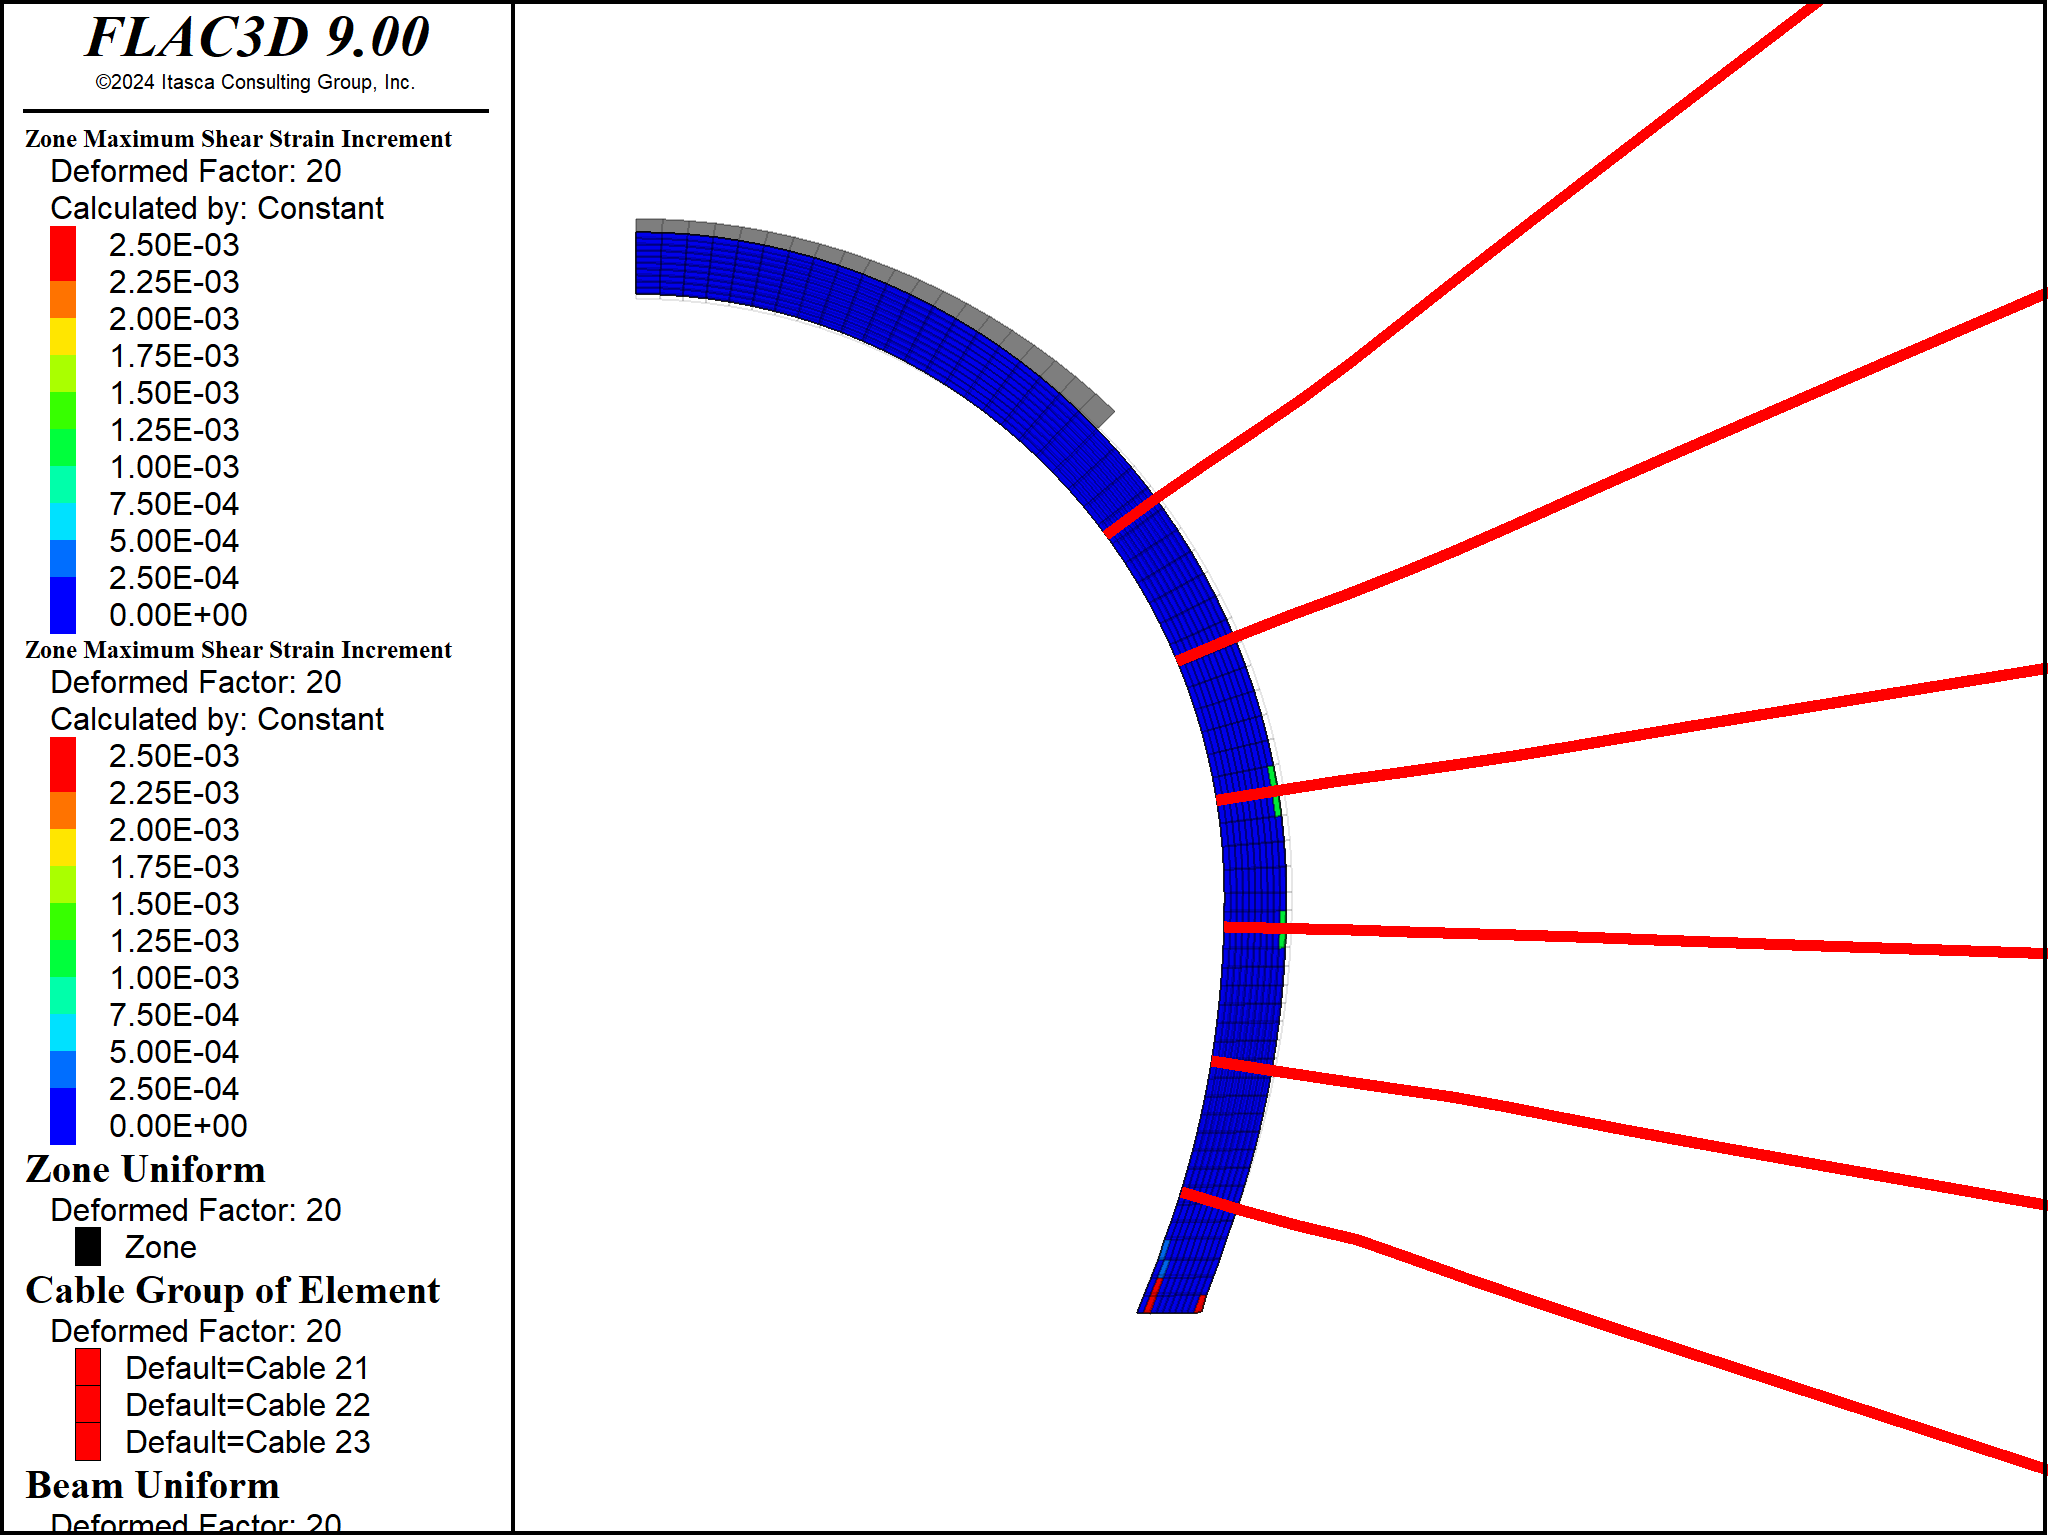 FLAC3D 9.00
©2024 Itasca Consulting Group, Inc.
Zone Maximum Shear Strain Increment
Deformed Factor: 20
Calculated by: Constant
2.50E-03
2.25E-03
2.00E-03
1.75E-03
1.50E-03
1.25E-03
1.00E-03
7.50E-04
5.00E-04
2.50E-04
0.00E+00
Zone Maximum Shear Strain Increment
Deformed Factor: 20
Calculated by: Constant
2.50E-03
2.25E-03
2.00E-03
1.75E-03
1.50E-03
1.25E-03
1.00E-03
7.50E-04
5.00E-04
2.50E-04
0.00E+00
Zone Uniform
Deformed Factor: 20
Zone
Cable Group of Element
Deformed Factor: 20
Default=Cable 21
Default=Cable 22
Default=Cable 23
Beam Uniform
Deformed Factor: 20